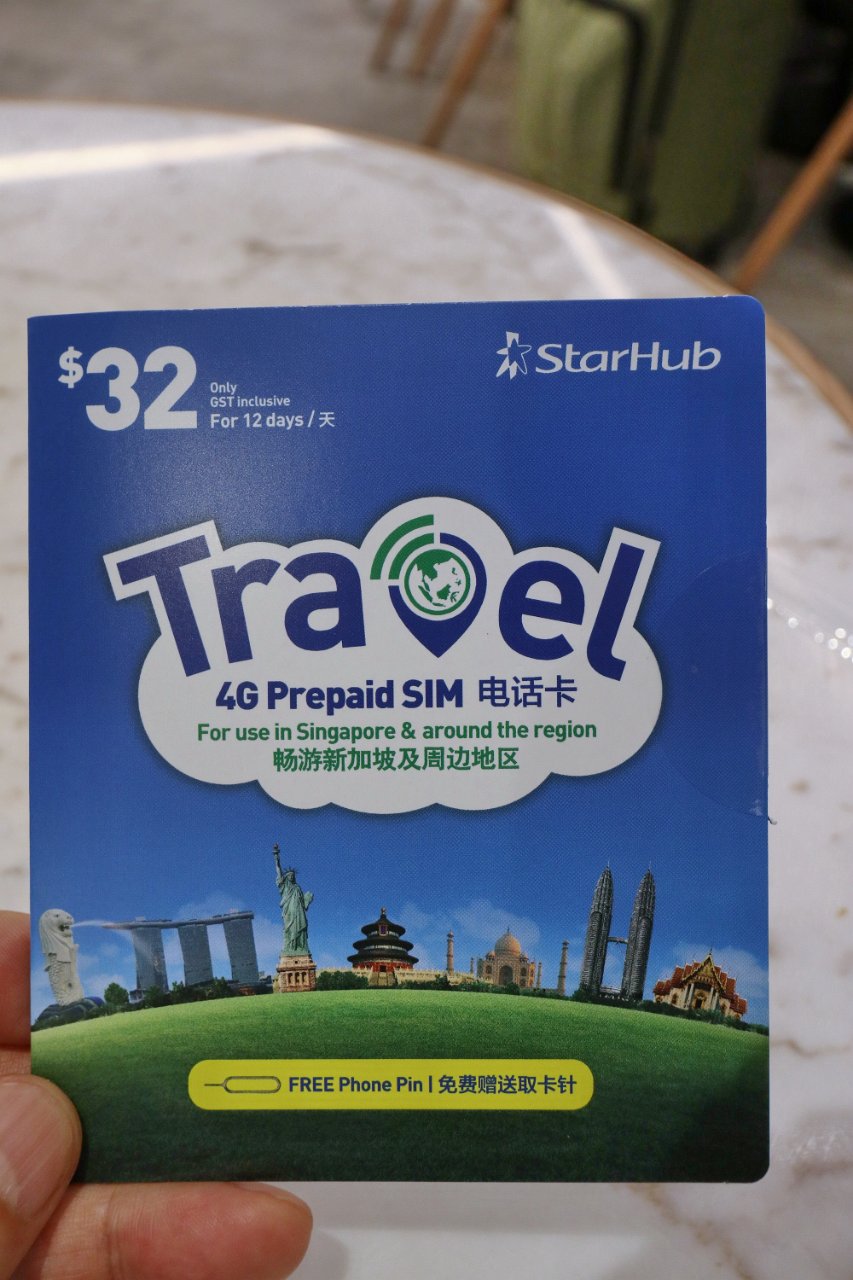 $32
Only
GST inclusive
For 12 days / 天
StarHub
Travel
4G Prepaid SIM 电话卡
For use in Singapore & around the region
畅游新加坡及周边地区
FREE Phone Pin | 免费赠送取卡针